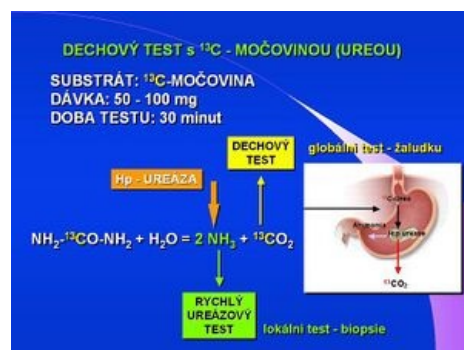 DECHOVÝ TEST s ¹³C - MOČOVINOU (UREOU)
SUBSTRÁT: ¹³C-MOČOVINA
DÁVKA: 50 - 100 mg
DOBA TESTU: 30 minut
DECHOVÝ
TEST
globální test - žaludku
Hp - UREAZA
NH₂-¹³CO-NH₂ + H₂O = 2 NH₃ + ¹³CO₂
¹³CO₂
RYCHLÝ
UREÁZOVÝ
TEST
lokální test - biopsie